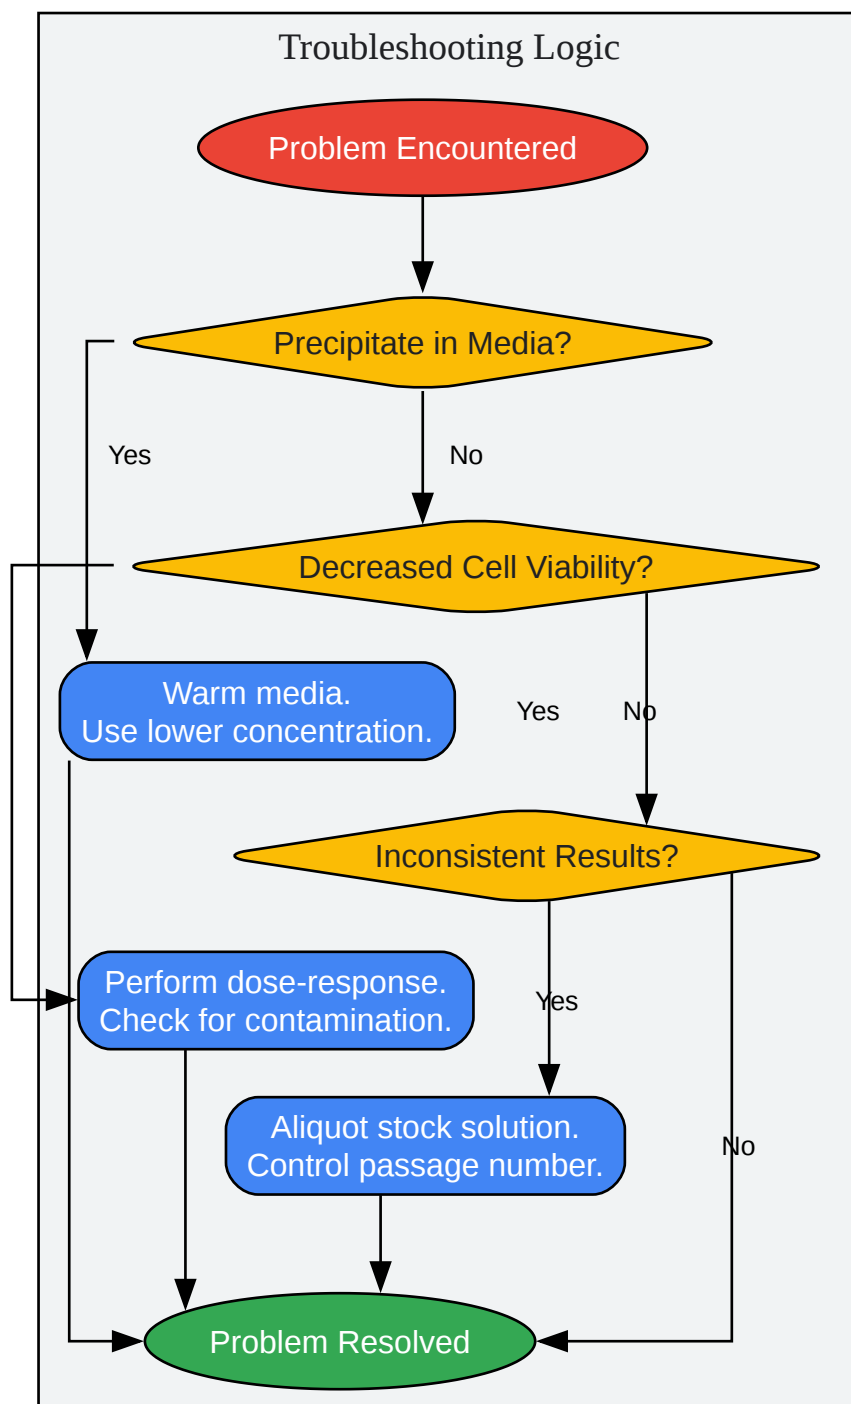 Troubleshooting Logic
Problem Encountered
Precipitate in Media?
Yes
No
Decreased Cell Viability?
Warm media.
Use lower concentration.
Yes
No
Inconsistent Results?
Perform dose-response.
Check for contamination.
Yes
Aliquot stock solution.
Control passage number.
No
Problem Resolved